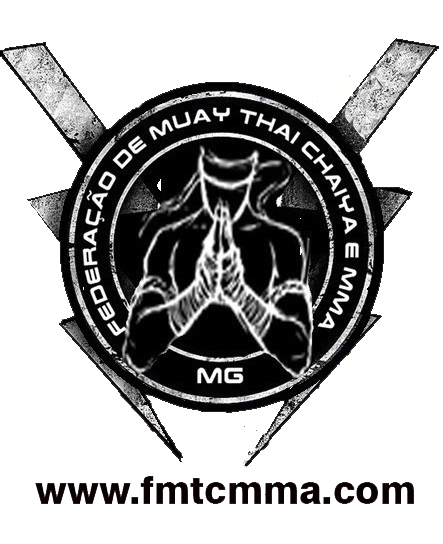 FEDERAÇÃO DE MUAY THAI CHAIYA E MMA
MG
www.fmtcmma.com